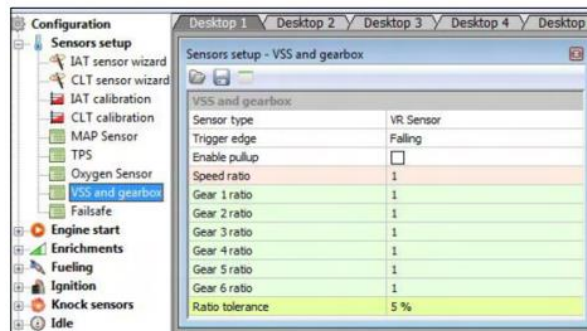 Configuration
Sensors setup
IAT sensor wizard
CLT sensor wizard
IAT calibration
CLT calibration
MAP Sensor
TPS
Oxygen Sensor
VSS and gearbox
Failsafe
Engine start
Enrichments
Fueling
Ignition
Knock sensors
Idle
Desktop 1 Desktop 2 Desktop 3 Desktop 4 Desktop
Sensors setup - VSS and gearbox
VSS and gearbox
Sensor type VR Sensor
Trigger edge Falling
Enable pullup
Speed ratio 1
Gear 1 ratio 1
Gear 2 ratio 1
Gear 3 ratio 1
Gear 4 ratio 1
Gear 5 ratio 1
Gear 6 ratio 1
Ratio tolerance 5 %